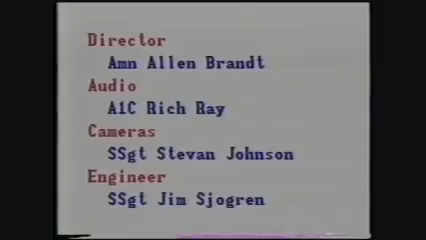 Director
Amn Allen Brandt
Audio
A1C Rich Ray
Cameras
SSgt Stevan Johnson
Engineer
SSgt Jim Sjogren